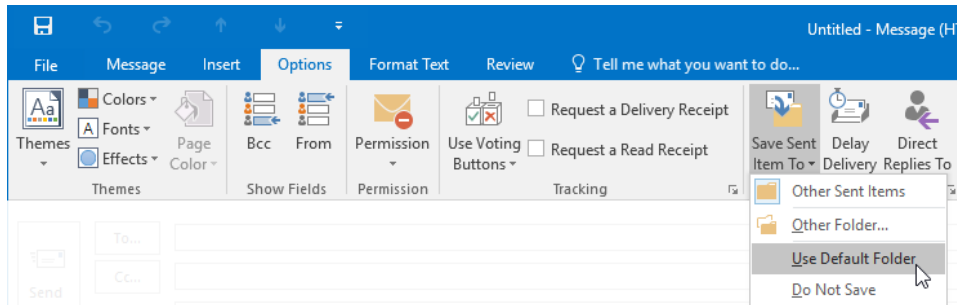 Untitled - Message (HT
File Message Insert Options Format Text Review Tell me what you want to do...
Aa
Themes
Colors
A Fonts
Effects
Page
Color
Themes
Bcc
From
Show Fields
Permission
Permission
Use Voting
Buttons
Request a Delivery Receipt
Request a Read Receipt
Tracking
Save Sent
Item To
Delay
Delivery
Direct
Replies To
Other Sent Items
Other Folder...
Use Default Folder
Do Not Save
To...
Cc...
Send